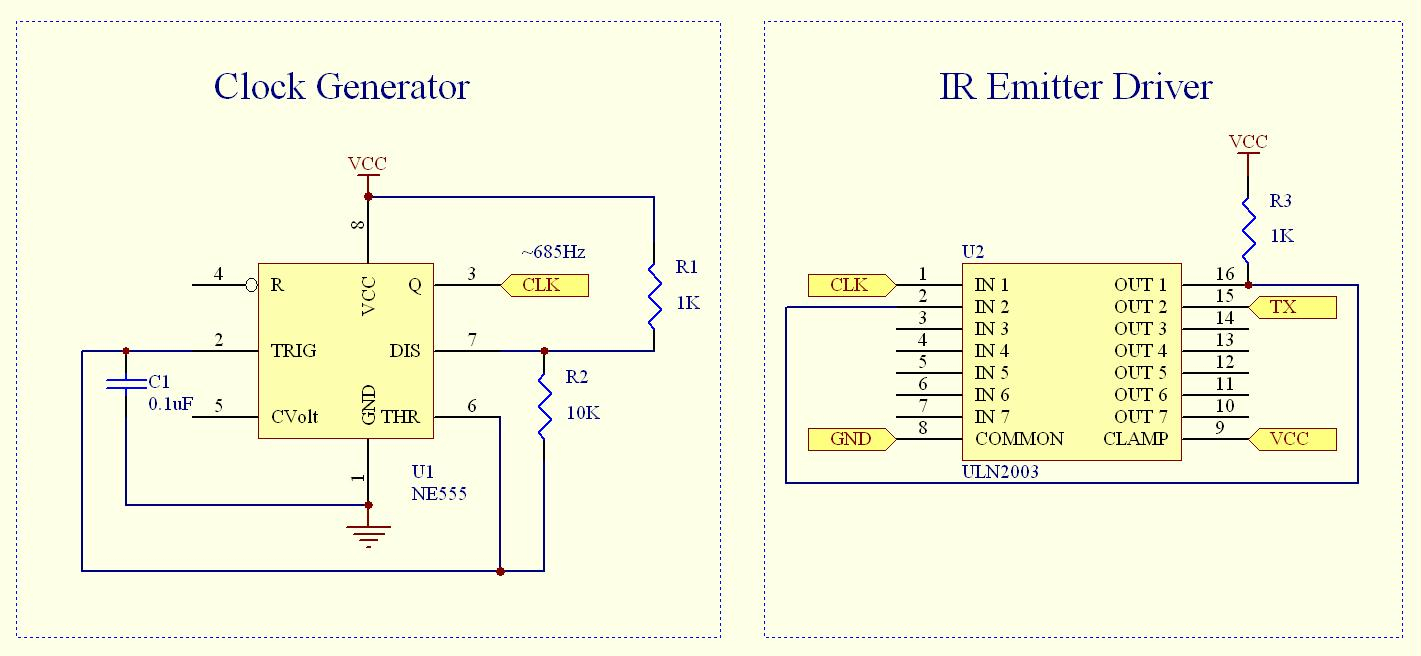 Clock Generator
VCC
8
~685Hz
4
R
VCC
Q
3
CLK
R1
1K
2
TRIG
DIS
7
C1
0.1uF
R2
10K
5
CVolt
GND
THR
6
1
U1
NE555
IR Emitter Driver
VCC
R3
1K
U2
CLK
1
IN 1
OUT 1
16
2
IN 2
OUT 2
15
TX
3
IN 3
OUT 3
14
4
IN 4
OUT 4
13
5
IN 5
OUT 5
12
6
IN 6
OUT 6
11
7
IN 7
OUT 7
10
GND
8
COMMON
CLAMP
9
VCC
ULN2003